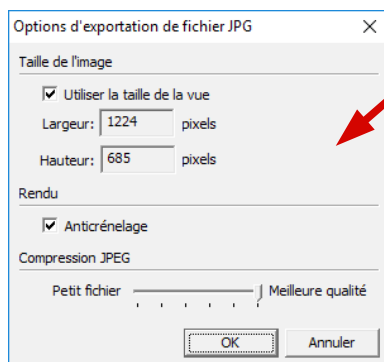 Options d'exportation de fichier JPG
Taille de l'image
Utiliser la taille de la vue
Largeur: 1224 pixels
Hauteur: 685 pixels
Rendu
Anticrénelage
Compression JPEG
Petit fichier Meilleure qualité
OK Annuler